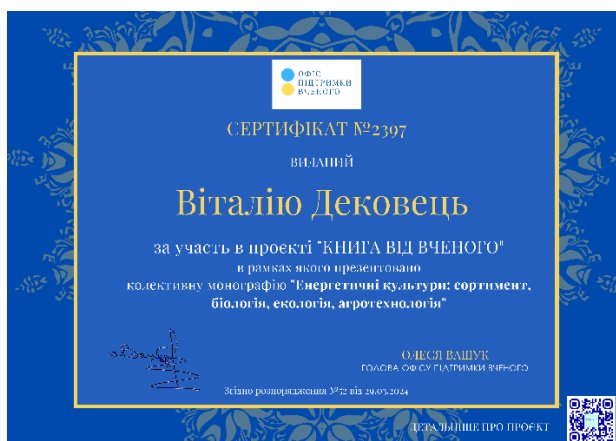 ОФІС
ПІДТРИМКИ
ВЧЕНОГО
СЕРТИФІКАТ №2397
ВИДАНИЙ
Віталію Дековець
за участь в проєкті "КНИГА ВІД ВЧЕНОГО"
в рамках якого презентовано
колективну монографію "Енергетичні культури: сортимент,
біологія, екологія, агротехнологія"
ОЛЕСЯ ВАЩУК
ГОЛОВА ОФІСУ ПІДТРИМКИ ВЧЕНОГО
Згідно розпорядження №72 від 29.03.2024
ДЕТАЛЬНІШЕ ПРО ПРОЄКТ